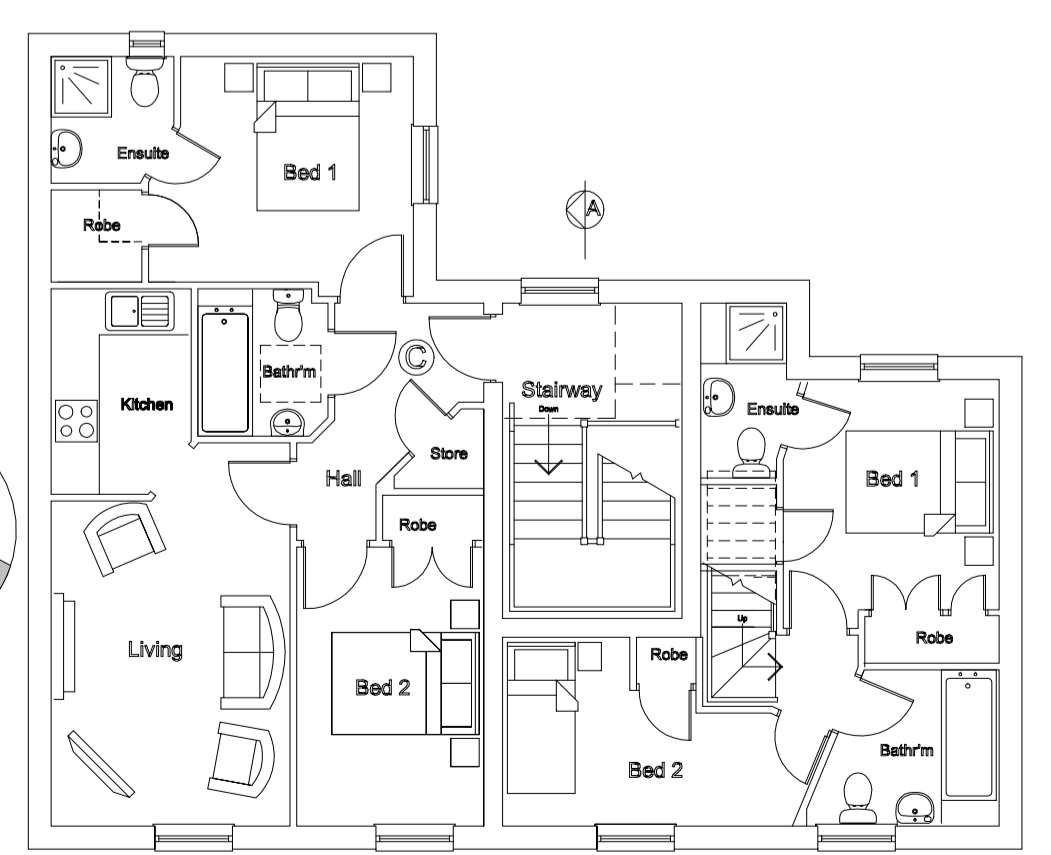 Ensuite
Bed 1
Robe
A
Kitchen
Bathr'm
C
Stairway
Down
Hall
Store
Robe
Living
Bed 2
Ensuite
Bed 1
Up
Robe
Robe
Bed 2
Bathr'm